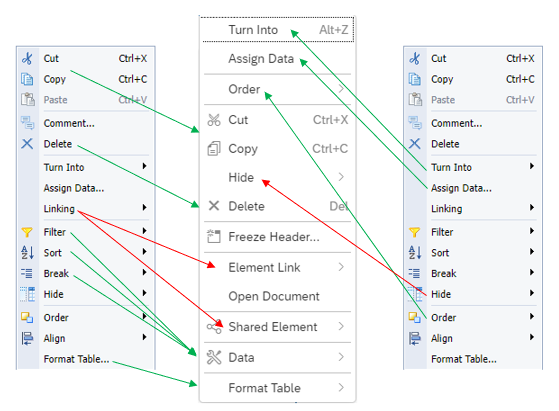 Cut Ctrl+X
Copy Ctrl+C
Paste Ctrl+V
Comment...
Delete
Turn Into
Assign Data...
Linking
Filter
Sort
Break
Hide
Order
Align
Format Table...
Turn Into Alt+Z
Assign Data
Order
Cut Ctrl+X
Copy Ctrl+C
Hide
Delete Del
Freeze Header...
Element Link
Open Document
Shared Element
Data
Format Table
Cut Ctrl+X
Copy Ctrl+C
Paste Ctrl+V
Comment...
Delete
Turn Into
Assign Data...
Linking
Filter
Sort
Break
Hide
Order
Align
Format Table...